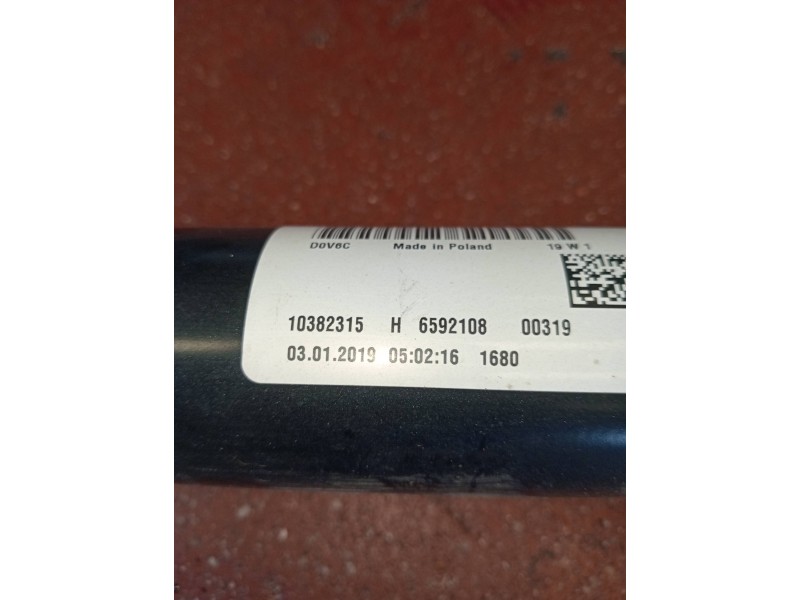 D0V6C Made in Poland 19 W 1
10382315 H 6592108 00319
03.01.2019 05:02:16 1680